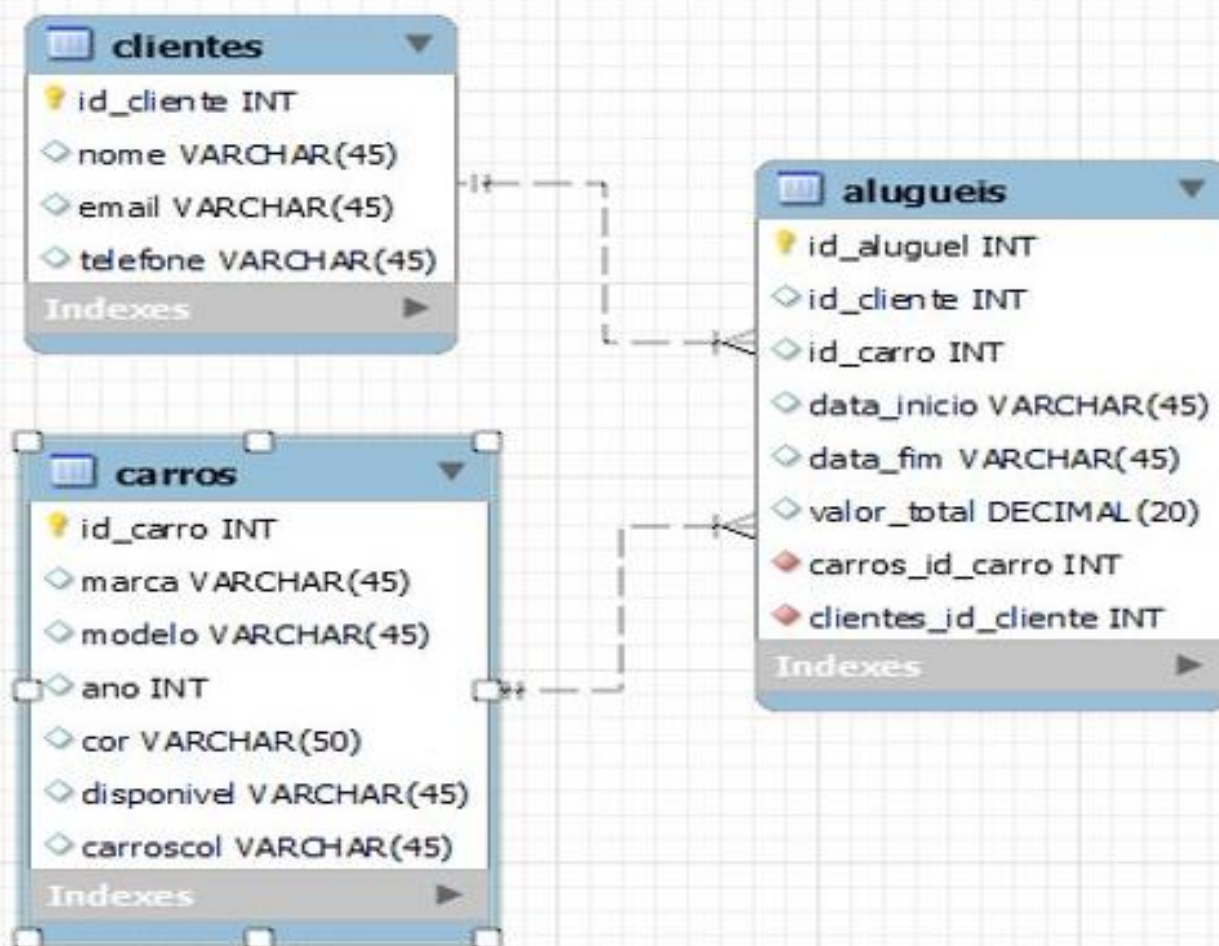 clientes
id_cliente INT
nome VARCHAR(45)
email VARCHAR(45)
telefone VARCHAR(45)
Indexes
alugueis
id_aluguel INT
id_cliente INT
id_carro INT
data_inicio VARCHAR(45)
data_fim VARCHAR(45)
valor_total DECIMAL(20)
carros_id_carro INT
clientes_id_cliente INT
Indexes
carros
id_carro INT
marca VARCHAR(45)
modelo VARCHAR(45)
ano INT
cor VARCHAR(50)
disponivel VARCHAR(45)
carroscol VARCHAR(45)
Indexes